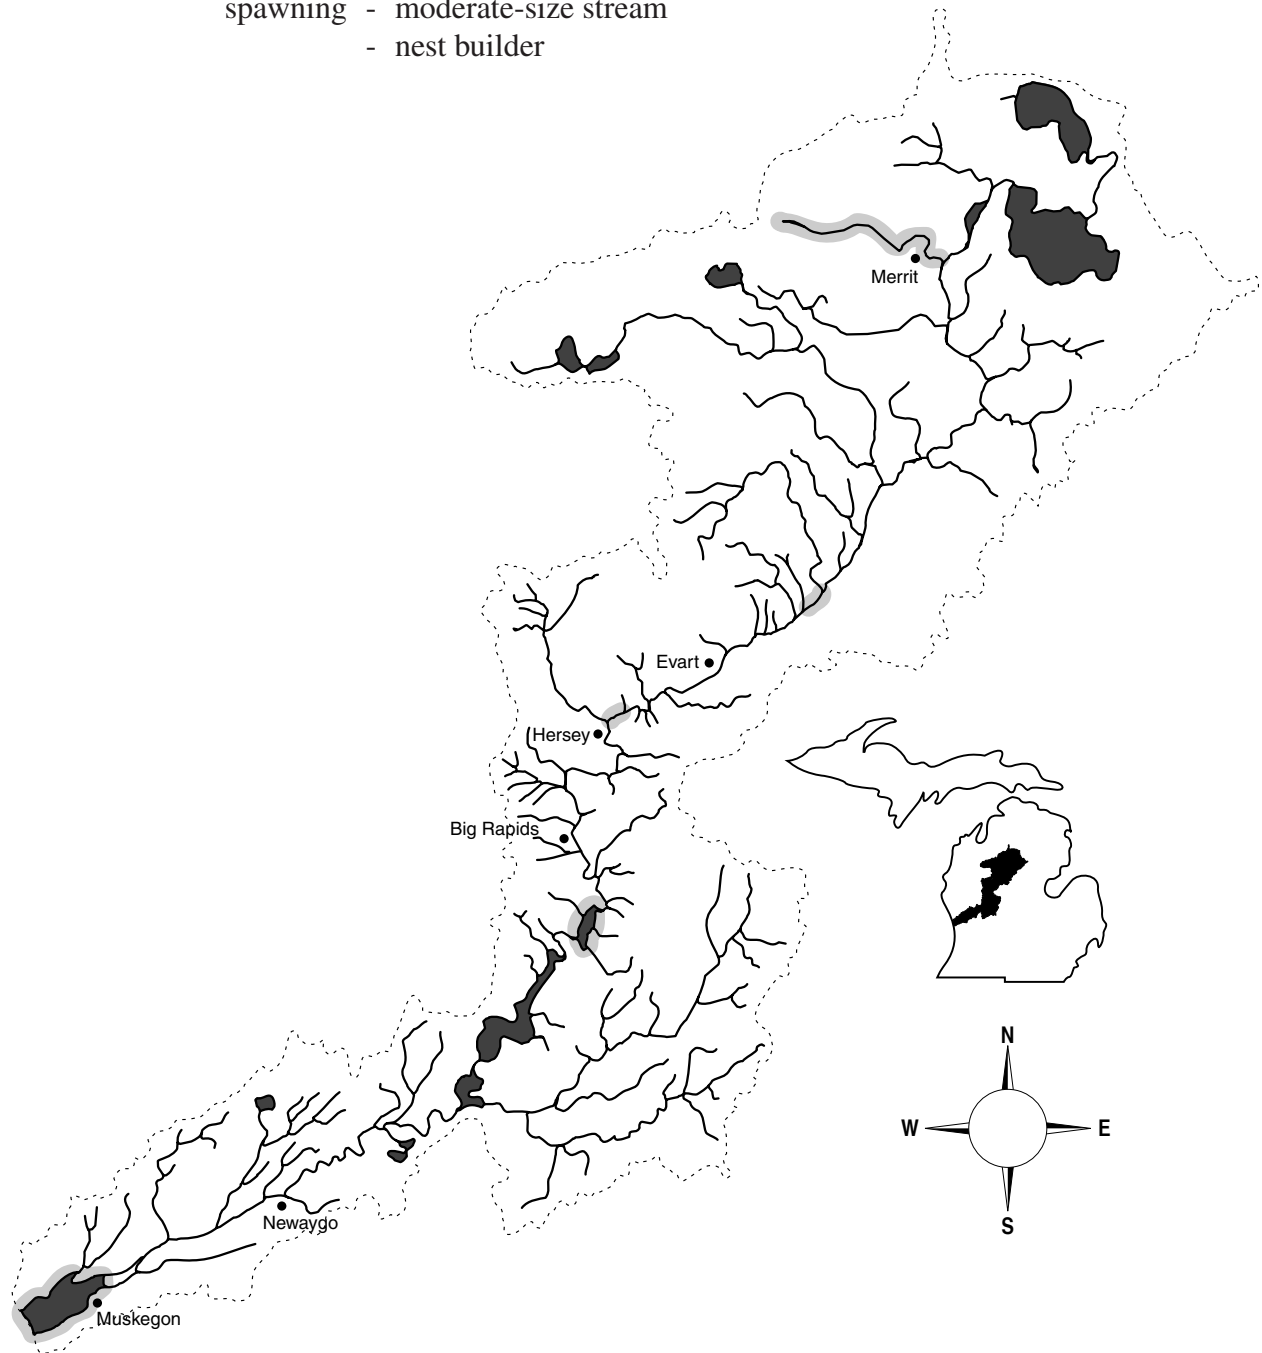 spawning - moderate-size stream
- nest builder
Merrit
Evart
Hersey
Big Rapids
N
W E
S
Newaygo
Muskegon